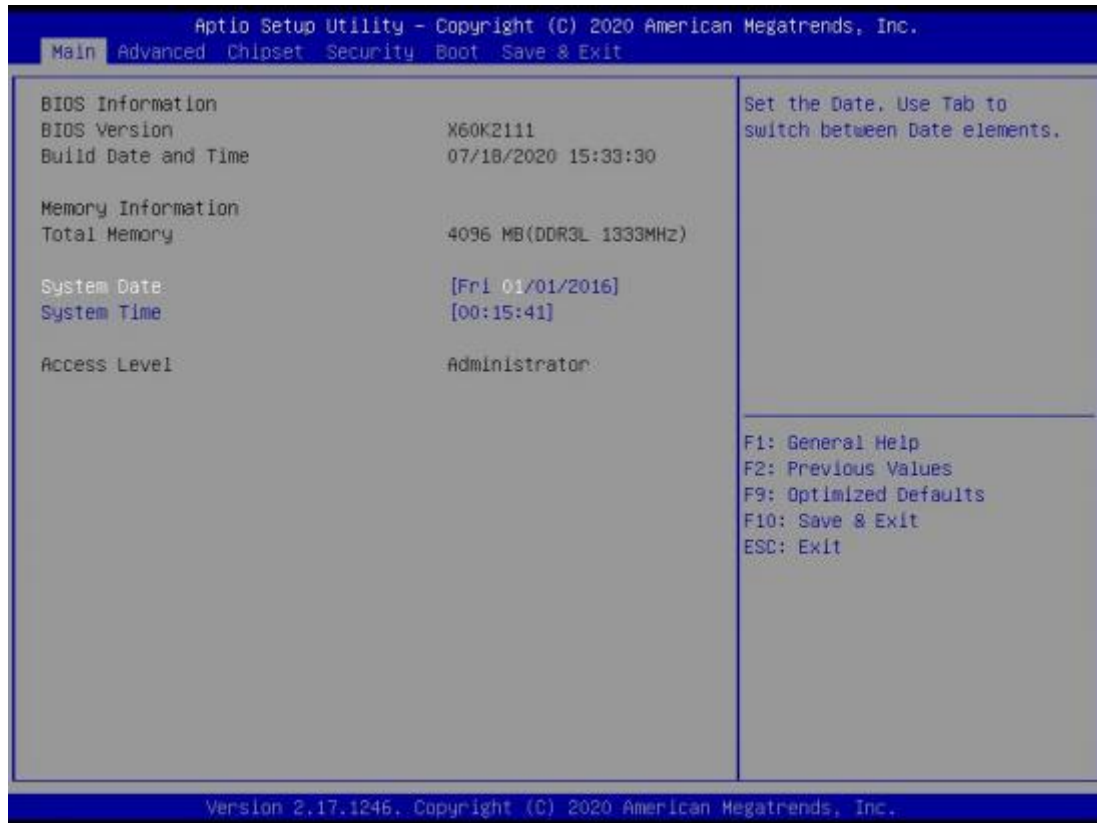 Aptio Setup Utility – Copyright (C) 2020 American Megatrends, Inc.
Main Advanced Chipset Security Boot Save & Exit
BIOS Information
BIOS Version X60K2111
Build Date and Time 07/18/2020 15:33:30
Memory Information
Total Memory 4096 MB(DDR3L 1333MHz)
System Date [Fri 01/01/2016]
System Time [00:15:41]
Access Level Administrator
Set the Date. Use Tab to
switch between Date elements.
F1: General Help
F2: Previous Values
F9: Optimized Defaults
F10: Save & Exit
ESC: Exit
Version 2.17.1246. Copyright (C) 2020 American Megatrends, Inc.